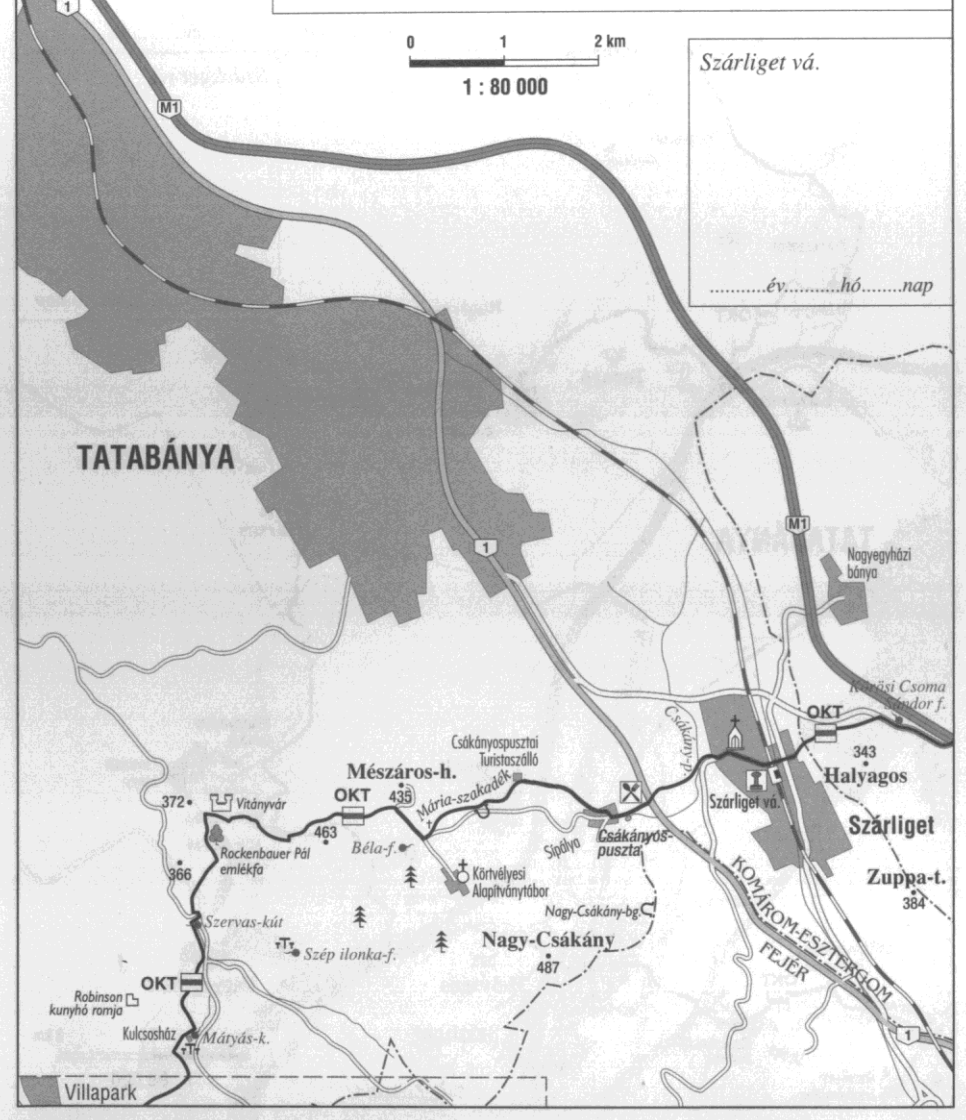 1
0 1 2 km
1 : 80 000
Szárliget vá.
..........év.........hó.......nap
M1
TATABÁNYA
1
M1
Nagyegyházi
bánya
Kőrösi Csoma
Sándor f.
OKT
Csákány-p.
343
Halyagos
Csákányospusztai
Turistaszálló
Mészáros-h.
435
OKT
Mária-szakadék
372
Vitányvár
463
Szárliget vá.
Szárliget
Rockenbauer Pál
emlékfa
Béla-f.
Sípálya
Csákányos-
puszta
366
Körtvélyesi
Alapítványtábor
KOMÁROM-ESZTERGOM
FEJÉR
Zuppa-t.
384
Szervas-kút
Nagy-Csákány-bg.
Nagy-Csákány
487
Szép ilonka-f.
OKT
Robinson
kunyhó romja
Kulcsosház
Mátyás-k.
1
Villapark